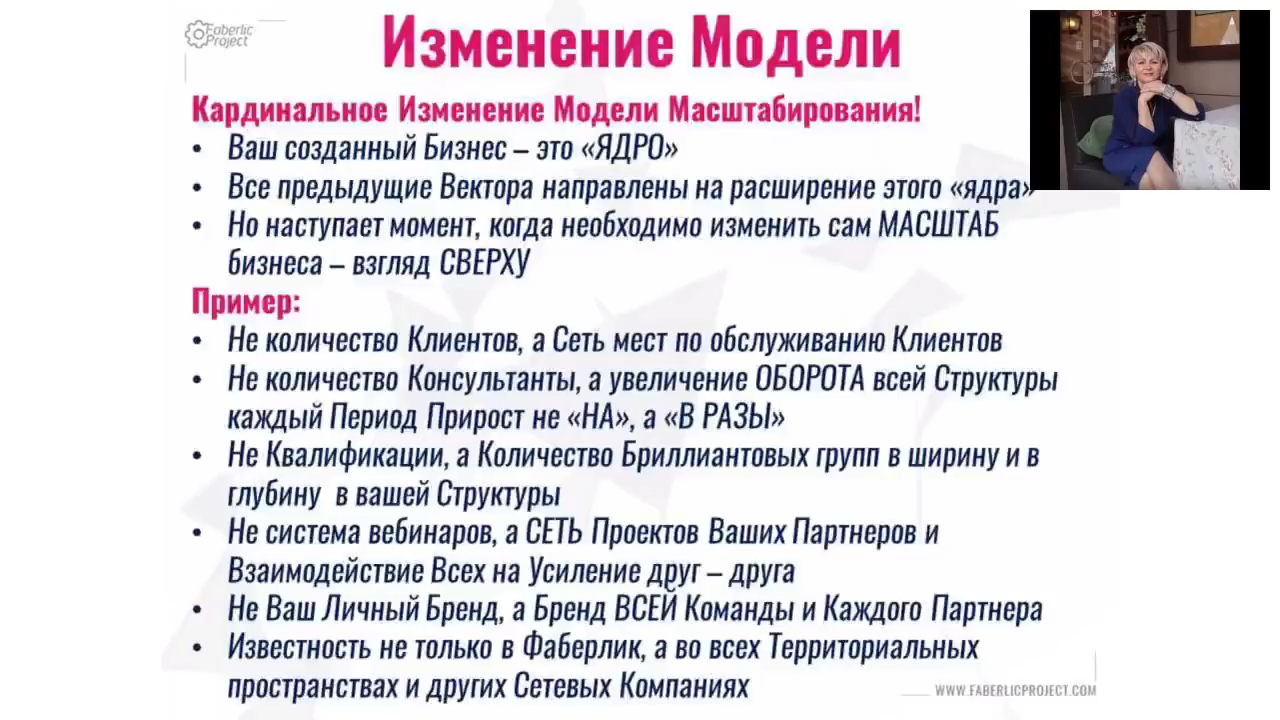 Faberlic
Project
Изменение Модели
Кардинальное Изменение Модели Масштабирования!
• Ваш созданный Бизнес – это «ЯДРО»
• Все предыдущие Вектора направлены на расширение этого «ядра»
• Но наступает момент, когда необходимо изменить сам МАСШТАБ
бизнеса – взгляд СВЕРХУ
Пример:
• Не количество Клиентов, а Сеть мест по обслуживанию Клиентов
• Не количество Консультанты, а увеличение ОБОРОТА всей Структуры
каждый Период Прирост не «НА», а «В РАЗЫ»
• Не Квалификации, а Количество Бриллиантовых групп в ширину и в
глубину в вашей Структуры
• Не система вебинаров, а СЕТЬ Проектов Ваших Партнеров и
Взаимодействие Всех на Усиление друг – друга
• Не Ваш Личный Бренд, а Бренд ВСЕЙ Команды и Каждого Партнера
• Известность не только в Фаберлик, а во всех Территориальных
пространствах и других Сетевых Компаниях
WWW.FABERLICPROJECT.COM